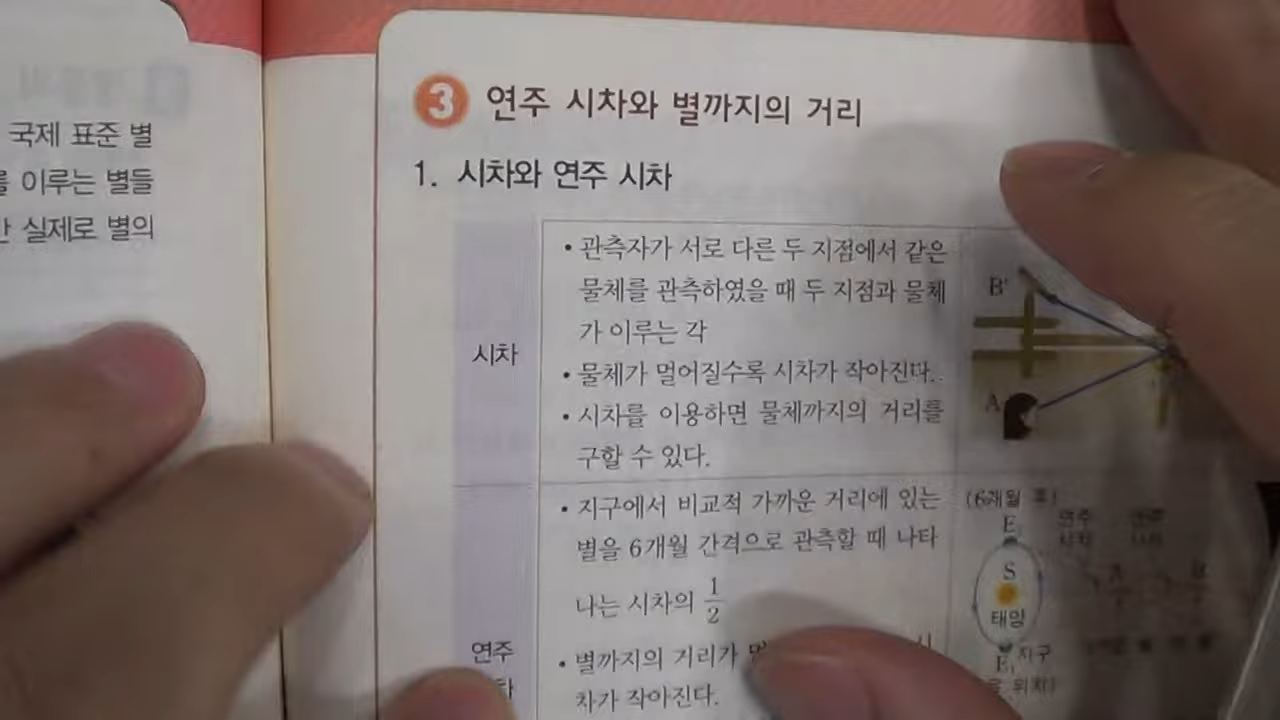 국제 표준 별
이루는 별들
실제로 별의
3 연주 시차와 별까지의 거리
1. 시차와 연주 시차
시차
• 관측자가 서로 다른 두 지점에서 같은
물체를 관측하였을 때 두 지점과 물체
가 이루는 각
• 물체가 멀어질수록 시차가 작아진다.
• 시차를 이용하면 물체까지의 거리를
구할 수 있다.
B'
A
연주
• 지구에서 비교적 가까운 거리에 있는
별을 6개월 간격으로 관측할 때 나타
나는 시차의 1/2
• 별까지의 거리가
차가 작아진다.
(6개월 후)
E
연주
시차
S
태양
E₁ 지구
위치)